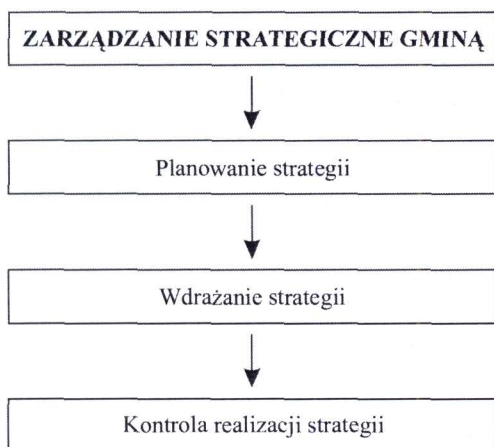 ZARZĄDZANIE STRATEGICZNE GMINĄ
Planowanie strategii
Wdrażanie strategii
Kontrola realizacji strategii